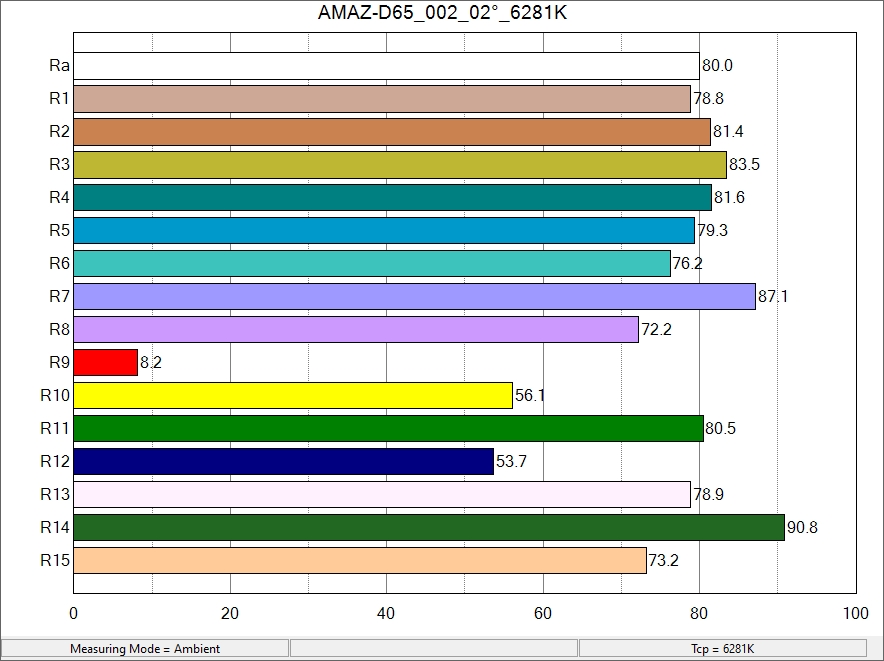 AMAZ-D65_002_02°_6281K
Ra 80.0
R1 78.8
R2 81.4
R3 83.5
R4 81.6
R5 79.3
R6 76.2
R7 87.1
R8 72.2
R9 8.2
R10 56.1
R11 80.5
R12 53.7
R13 78.9
R14 90.8
R15 73.2
0 20 40 60 80 100
Measuring Mode = Ambient Tcp = 6281K